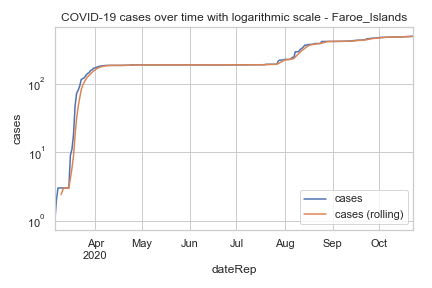 COVID-19 cases over time with logarithmic scale - Faroe_Islands
cases
10²
10¹
10⁰
cases
cases (rolling)
Apr May Jun Jul Aug Sep Oct
2020
dateRep